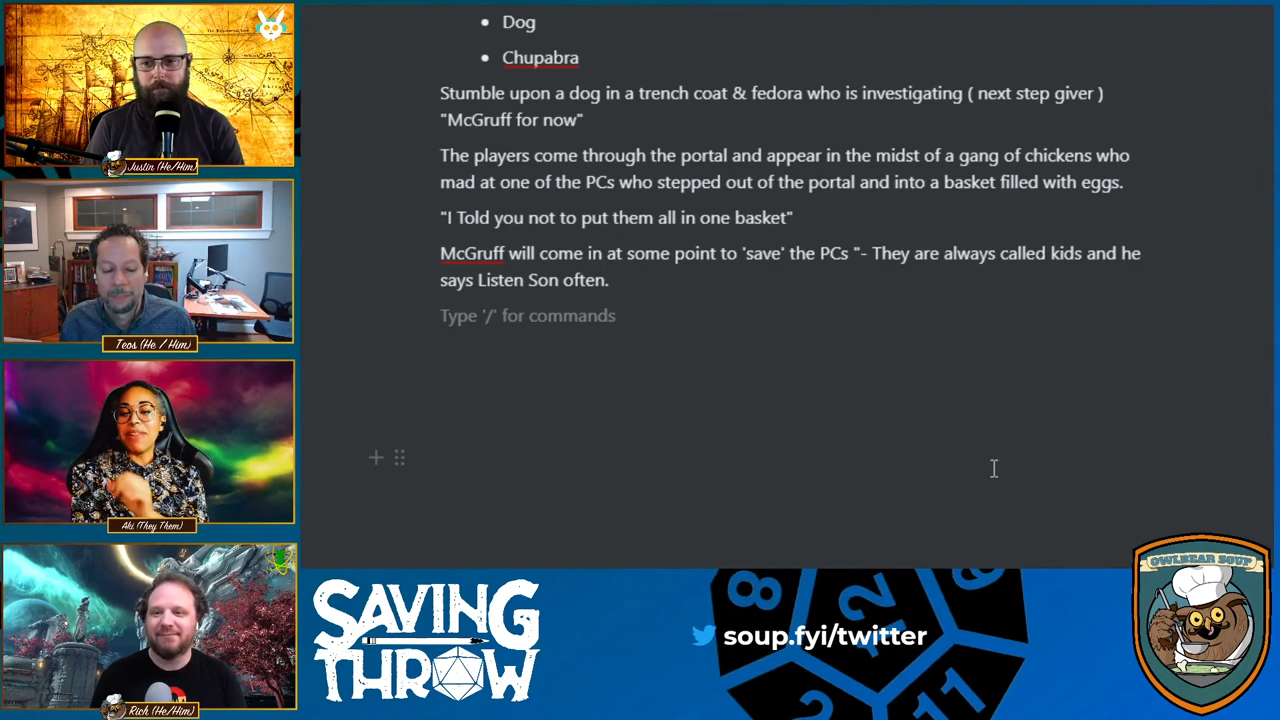 Justin (He/Him)
Teos (He / Him)
Aki (They Them)
Rich (He/Him)
Dog
Chupabra
Stumble upon a dog in a trench coat & fedora who is investigating ( next step giver )
"McGruff for now"
The players come through the portal and appear in the midst of a gang of chickens who
mad at one of the PCs who stepped out of the portal and into a basket filled with eggs.
"I Told you not to put them all in one basket"
McGruff will come in at some point to 'save' the PCs "- They are always called kids and he
says Listen Son often.
Type '/' for commands
SAVING
THROW
8
12
6
2
11
soup.fyi/twitter
OWLBEAR SOUP